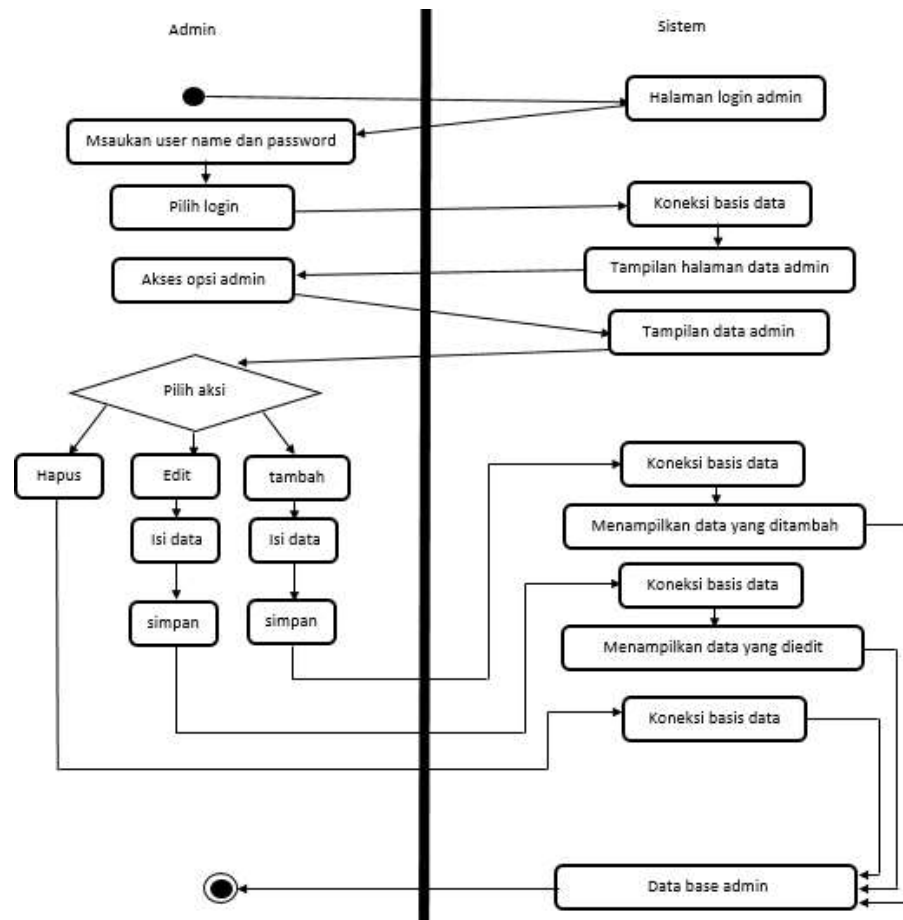 Admin
Sistem
Halaman login admin
Msaukan user name dan password
Pilih login
Koneksi basis data
Akses opsi admin
Tampilan halaman data admin
Tampilan data admin
Pilih aksi
Hapus
Edit
tambah
Koneksi basis data
Isi data
Isi data
Menampilkan data yang ditambah
Koneksi basis data
simpan
simpan
Menampilkan data yang diedit
Koneksi basis data
Data base admin